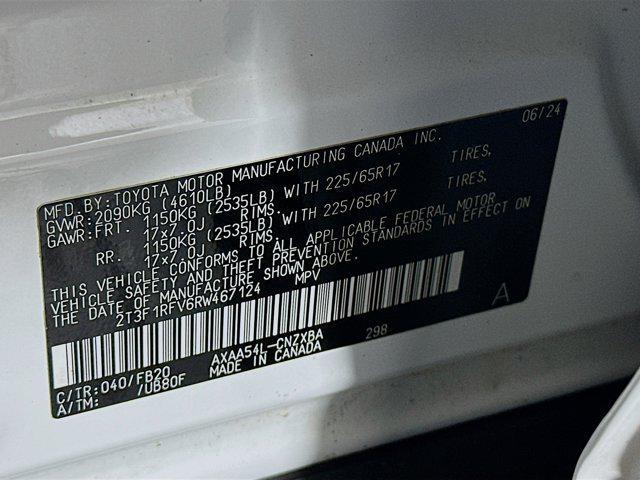 06/24
MFD. BY: TOYOTA MOTOR MANUFACTURING CANADA INC.
GVWR: 2090KG (4610LB)
GAWR: FRT. 1150KG (2535LB) WITH 225/65R17 TIRES,
17x7.0J RIMS.
RR. 1150KG (2535LB) WITH 225/65R17 TIRES,
17x7.0J RIMS.
THIS VEHICLE CONFORMS TO ALL APPLICABLE FEDERAL MOTOR
VEHICLE SAFETY AND THEFT PREVENTION STANDARDS IN EFFECT ON
THE DATE OF MANUFACTURE SHOWN ABOVE.
2T3F1RFV6RW467124 MPV
A
C/TR: 040/FB20 AXAA54L-CNZXBA 298
A/TM: /UB80F MADE IN CANADA